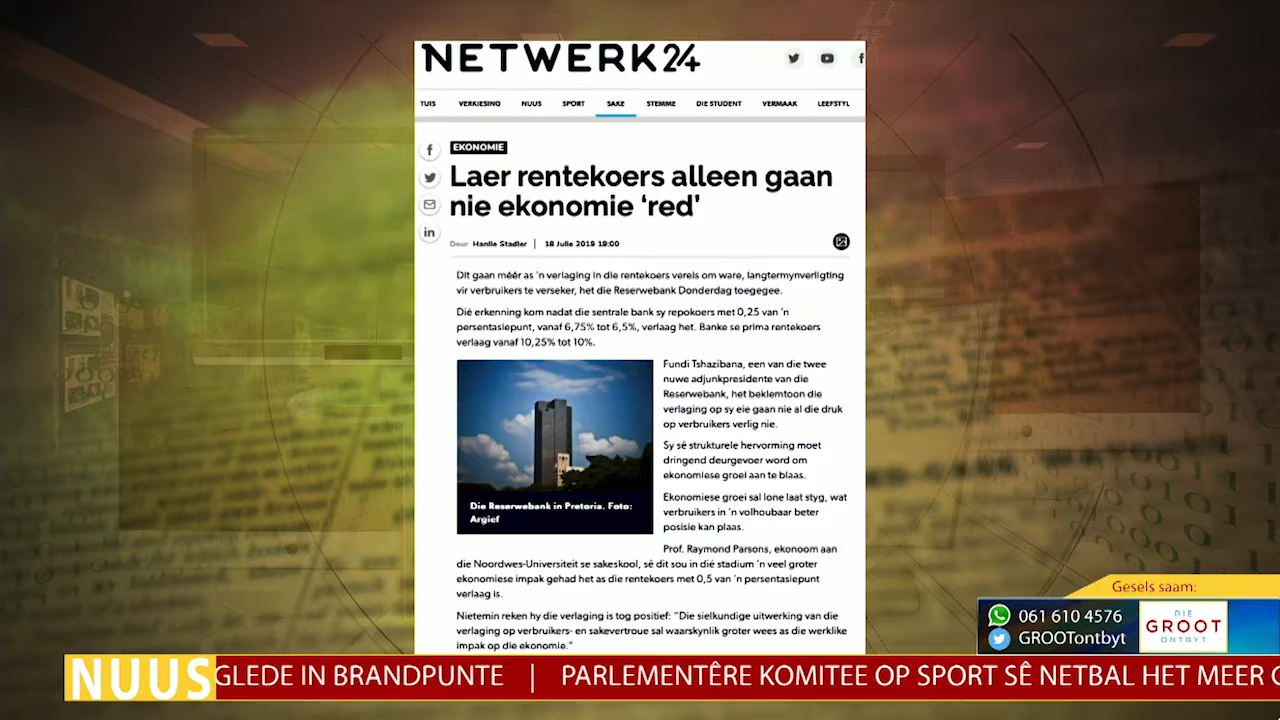 NETWERK24
TUIS VERKIESING NUUS SPORT SAKE STEMME DIE STUDENT VERMAAK LEEFSTYL
EKONOMIE
Laer rentekoers alleen gaan
nie ekonomie ‘red’
Deur Hanlie Stadler | 18 Julie 2019 19:00
Dit gaan méér as ’n verlaging in die rentekoers vereis om ware, langtermynverligting
vir verbruikers te verseker, het die Reserwebank Donderdag toegegee.
Dié erkenning kom nadat die sentrale bank sy repokoers met 0,25 van ’n
persentasiepunt, vanaf 6,75% tot 6,5%, verlaag het. Banke se prima rentekoers
verlaag vanaf 10,25% tot 10%.
Fundi Tshazibana, een van die twee
nuwe adjunkpresidente van die
Reserwebank, het beklemtoon die
verlaging op sy eie gaan nie al die druk
op verbruikers verlig nie.
Sy sê strukturele hervorming moet
dringend deurgevoer word om
ekonomiese groei aan te blaas.
Ekonomiese groei sal lone laat styg, wat
verbruikers in ’n volhoubaar beter
posisie kan plaas.
Die Reserwebank in Pretoria. Foto:
Argief
Prof. Raymond Parsons, ekonoom aan
die Noordwes-Universiteit se sakeskool, sê dit sou in dié stadium ’n veel groter
ekonomiese impak gehad het as die rentekoers met 0,5 van ’n persentasiepunt
verlaag is.
Nietemin reken hy die verlaging is tog positief: “Die sielkundige uitwerking van die
verlaging op verbruikers- en sakevertroue sal waarskynlik groter wees as die werklike
impak op die ekonomie.”
Gesels saam:
061 610 4576
GROOTontbyt
DIE
GROOT
ONTBYT
NUUS GLEDE IN BRANDPUNTE | PARLEMENTÊRE KOMITEE OP SPORT SÊ NETBAL HET MEER